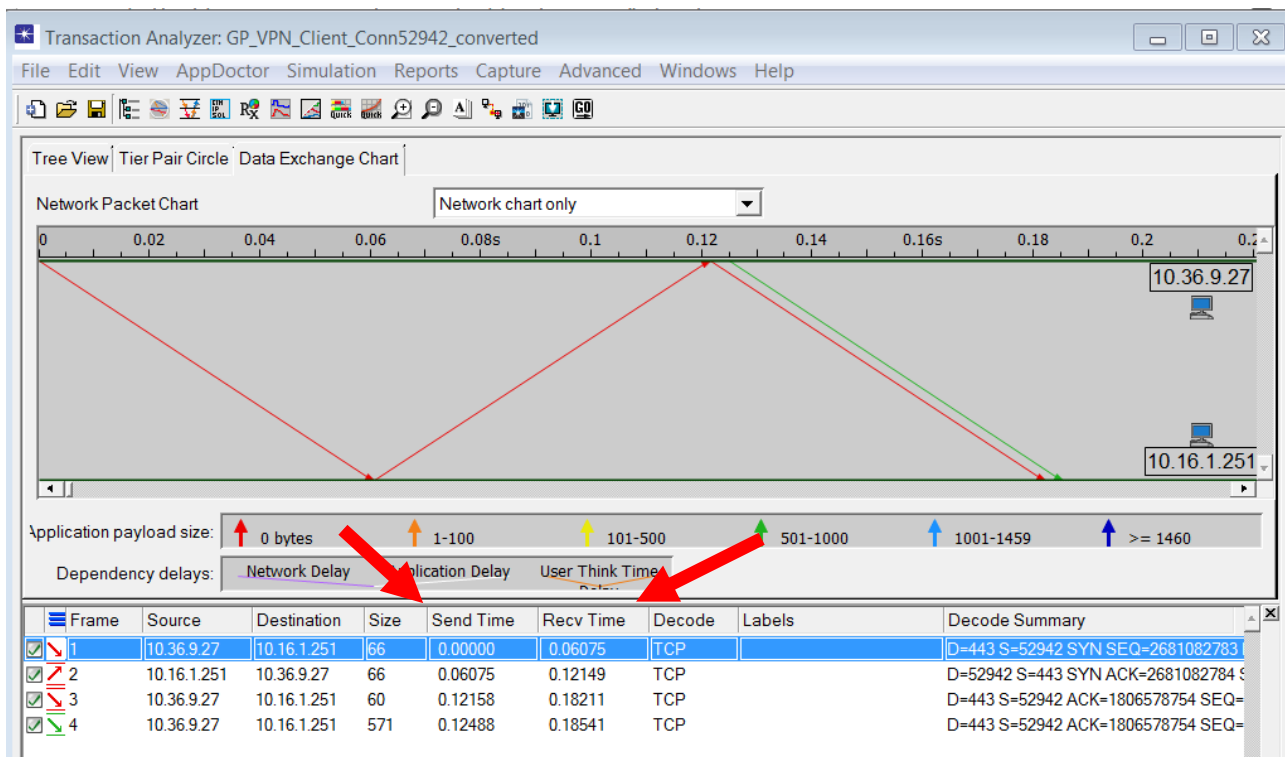 Transaction Analyzer: GP_VPN_Client_Conn52942_converted
File Edit View AppDoctor Simulation Reports Capture Advanced Windows Help
QUICK QUICK GO
Tree View Tier Pair Circle Data Exchange Chart
Network Packet Chart Network chart only
0 0.02 0.04 0.06 0.08s 0.1 0.12 0.14 0.16s 0.18 0.2 0.2
10.36.9.27
10.16.1.251
Application payload size: 0 bytes 1-100 101-500 501-1000 1001-1459 >= 1460
Dependency delays: Network Delay Application Delay User Think Time
Delay
Frame Source Destination Size Send Time Recv Time Decode Labels Decode Summary
1 10.36.9.27 10.16.1.251 66 0.00000 0.06075 TCP D=443 S=52942 SYN SEQ=2681082783
2 10.16.1.251 10.36.9.27 66 0.06075 0.12149 TCP D=52942 S=443 SYN ACK=2681082784 S
3 10.36.9.27 10.16.1.251 60 0.12158 0.18211 TCP D=443 S=52942 ACK=1806578754 SEQ=
4 10.36.9.27 10.16.1.251 571 0.12488 0.18541 TCP D=443 S=52942 ACK=1806578754 SEQ=